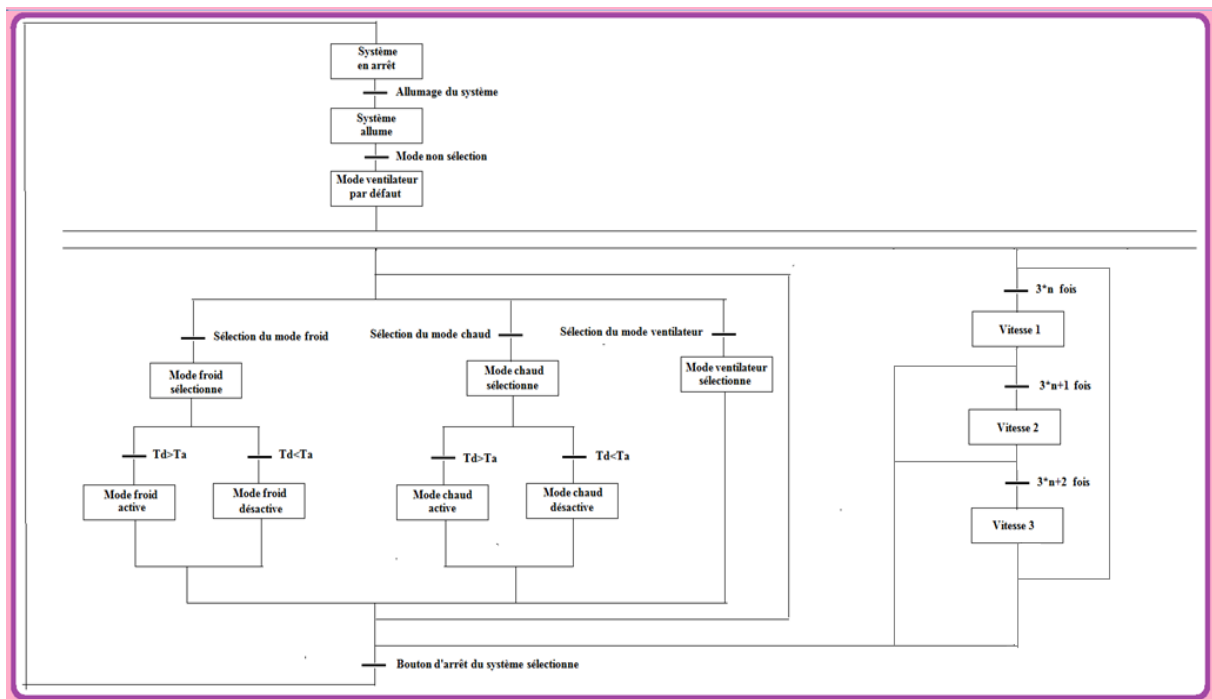 Système
en arrêt
Allumage du système
Système
allume
Mode non sélection
Mode ventilateur
par défaut
Sélection du mode froid
Mode froid
sélectionne
Td>Ta
Td<Ta
Mode froid
active
Mode froid
désactive
Sélection du mode chaud
Mode chaud
sélectionne
Td>Ta
Td<Ta
Mode chaud
active
Mode chaud
désactive
Sélection du mode ventilateur
Mode ventilateur
sélectionne
3*n fois
Vitesse 1
3*n+1 fois
Vitesse 2
3*n+2 fois
Vitesse 3
Bouton d'arrêt du système sélectionne